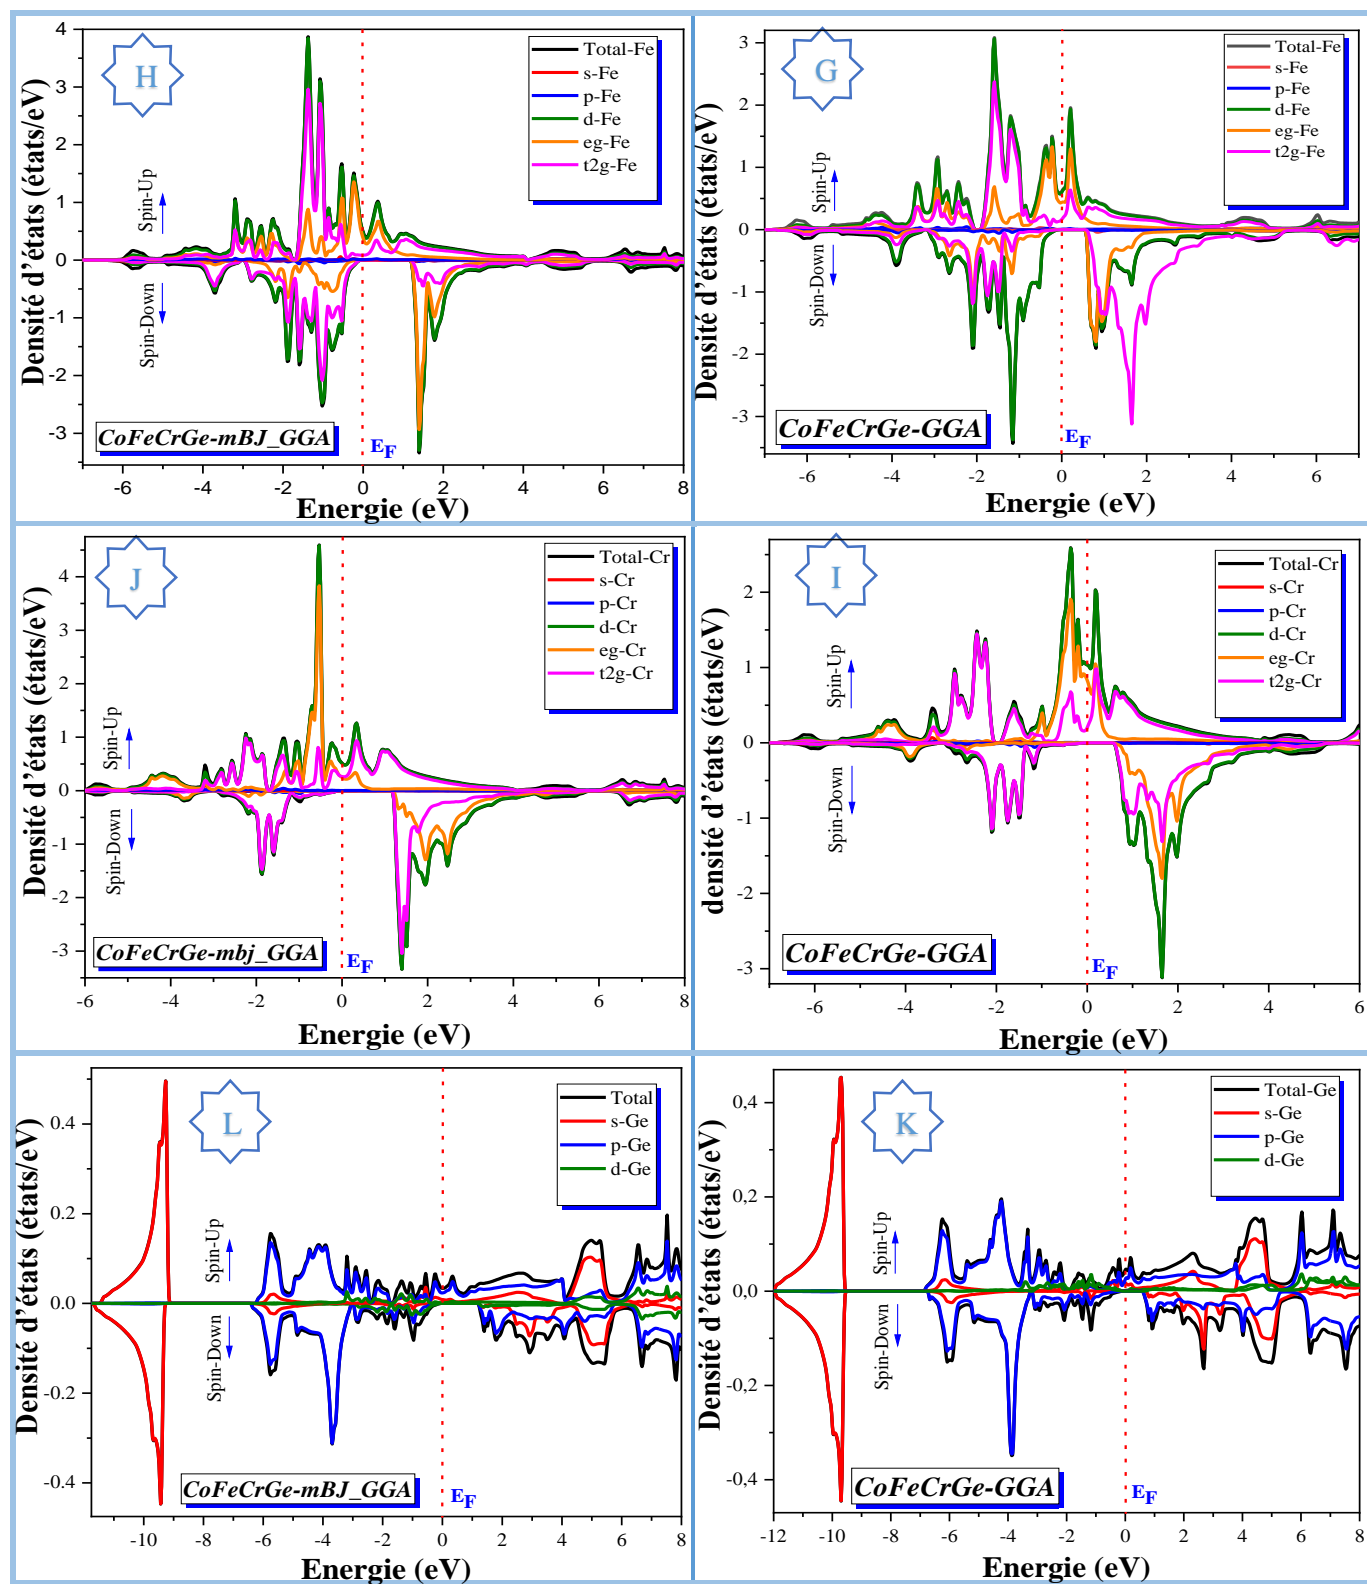 H
Total-Fe
s-Fe
p-Fe
d-Fe
eg-Fe
t2g-Fe
Spin-Up
Spin-Down
4
3
2
1
0
-1
-2
-3
Densité d'états (états/eV)
CoFeCrGe-mBJ_GGA
EF
-6 -4 -2 0 2 4 6 8
Energie (eV)
G
Total-Fe
s-Fe
p-Fe
d-Fe
eg-Fe
t2g-Fe
Spin-Up
Spin-Down
3
2
1
0
-1
-2
-3
Densité d'états (états/eV)
CoFeCrGe-GGA
EF
-6 -4 -2 0 2 4 6
Energie (eV)
J
Total-Cr
s-Cr
p-Cr
d-Cr
eg-Cr
t2g-Cr
Spin-Up
Spin-Down
4
3
2
1
0
-1
-2
-3
Densité d'états (états/eV)
CoFeCrGe-mbj_GGA
EF
-6 -4 -2 0 2 4 6 8
Energie (eV)
I
Total-Cr
s-Cr
p-Cr
d-Cr
eg-Cr
t2g-Cr
Spin-Up
Spin-Down
2
1
0
-1
-2
-3
densité d'états (états/eV)
CoFeCrGe-GGA
EF
-6 -4 -2 0 2 4 6
Energie (eV)
L
Total
s-Ge
p-Ge
d-Ge
Spin-Up
Spin-Down
0.4
0.2
0.0
-0.2
-0.4
Densité d'états (états/eV)
CoFeCrGe-mBJ_GGA
EF
-10 -8 -6 -4 -2 0 2 4 6 8
Energie (eV)
K
Total-Ge
s-Ge
p-Ge
d-Ge
Spin-Up
Spin-Down
0,4
0,2
0,0
-0,2
-0,4
Densité d'états (états/eV)
CoFeCrGe-GGA
EF
-12 -10 -8 -6 -4 -2 0 2 4 6 8
Energie (eV)